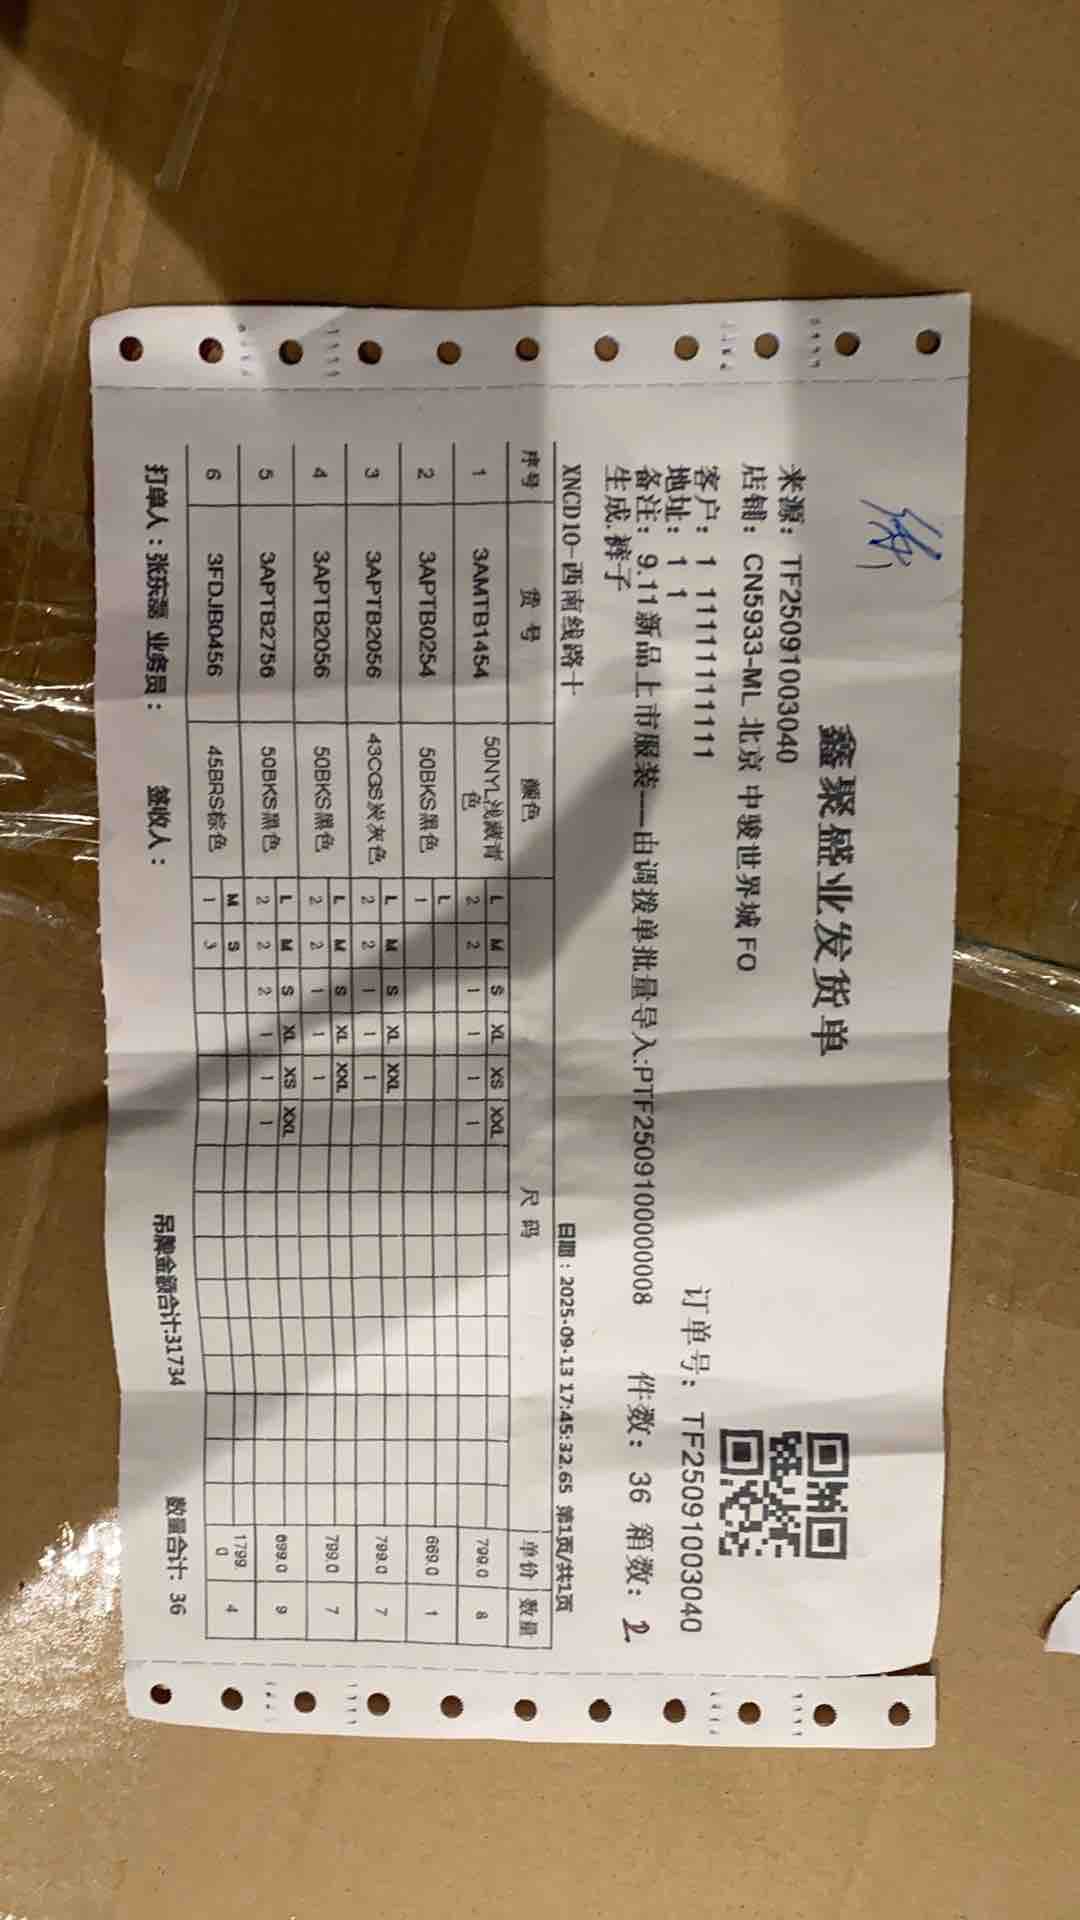 鑫聚盛业发货单
来源：TF25091003040
店铺：CN5933-ML 北京 中骏世界城 FO
订单号：TF25091003040
客户：1 11111111111
地址：1 1
备注：9.11新品上市服装——由调拨单批量导入:PTF2509100000008
生成.裤子
件数：36 箱数：2
XNCD10-西南线路十 日期：2025-09-13 17:45:32.65 第1页/共1页
序号 货号 颜色 尺码 单价 数量
L M S XL XS XXL
1 3AMTB1454 50NYL浅藏青色 2 2 1 1 1 1 799.0 8
L
2 3APTB0254 50BKS黑色 1 669.0 1
L M S XL XXL
3 3APTB2056 43CGS炭灰色 2 2 1 1 1 799.0 7
L M S XL XXL
4 3APTB2056 50BKS黑色 2 2 1 1 1 799.0 7
L M S XL XS XXL
5 3APTB2756 50BKS黑色 2 2 2 1 1 1 699.0 9
M S
6 3FDJB0456 45BRS棕色 1 3 1799.0 4
打单人： 业务员： 签收人： 吊牌金额合计:31734 数量合计: 36